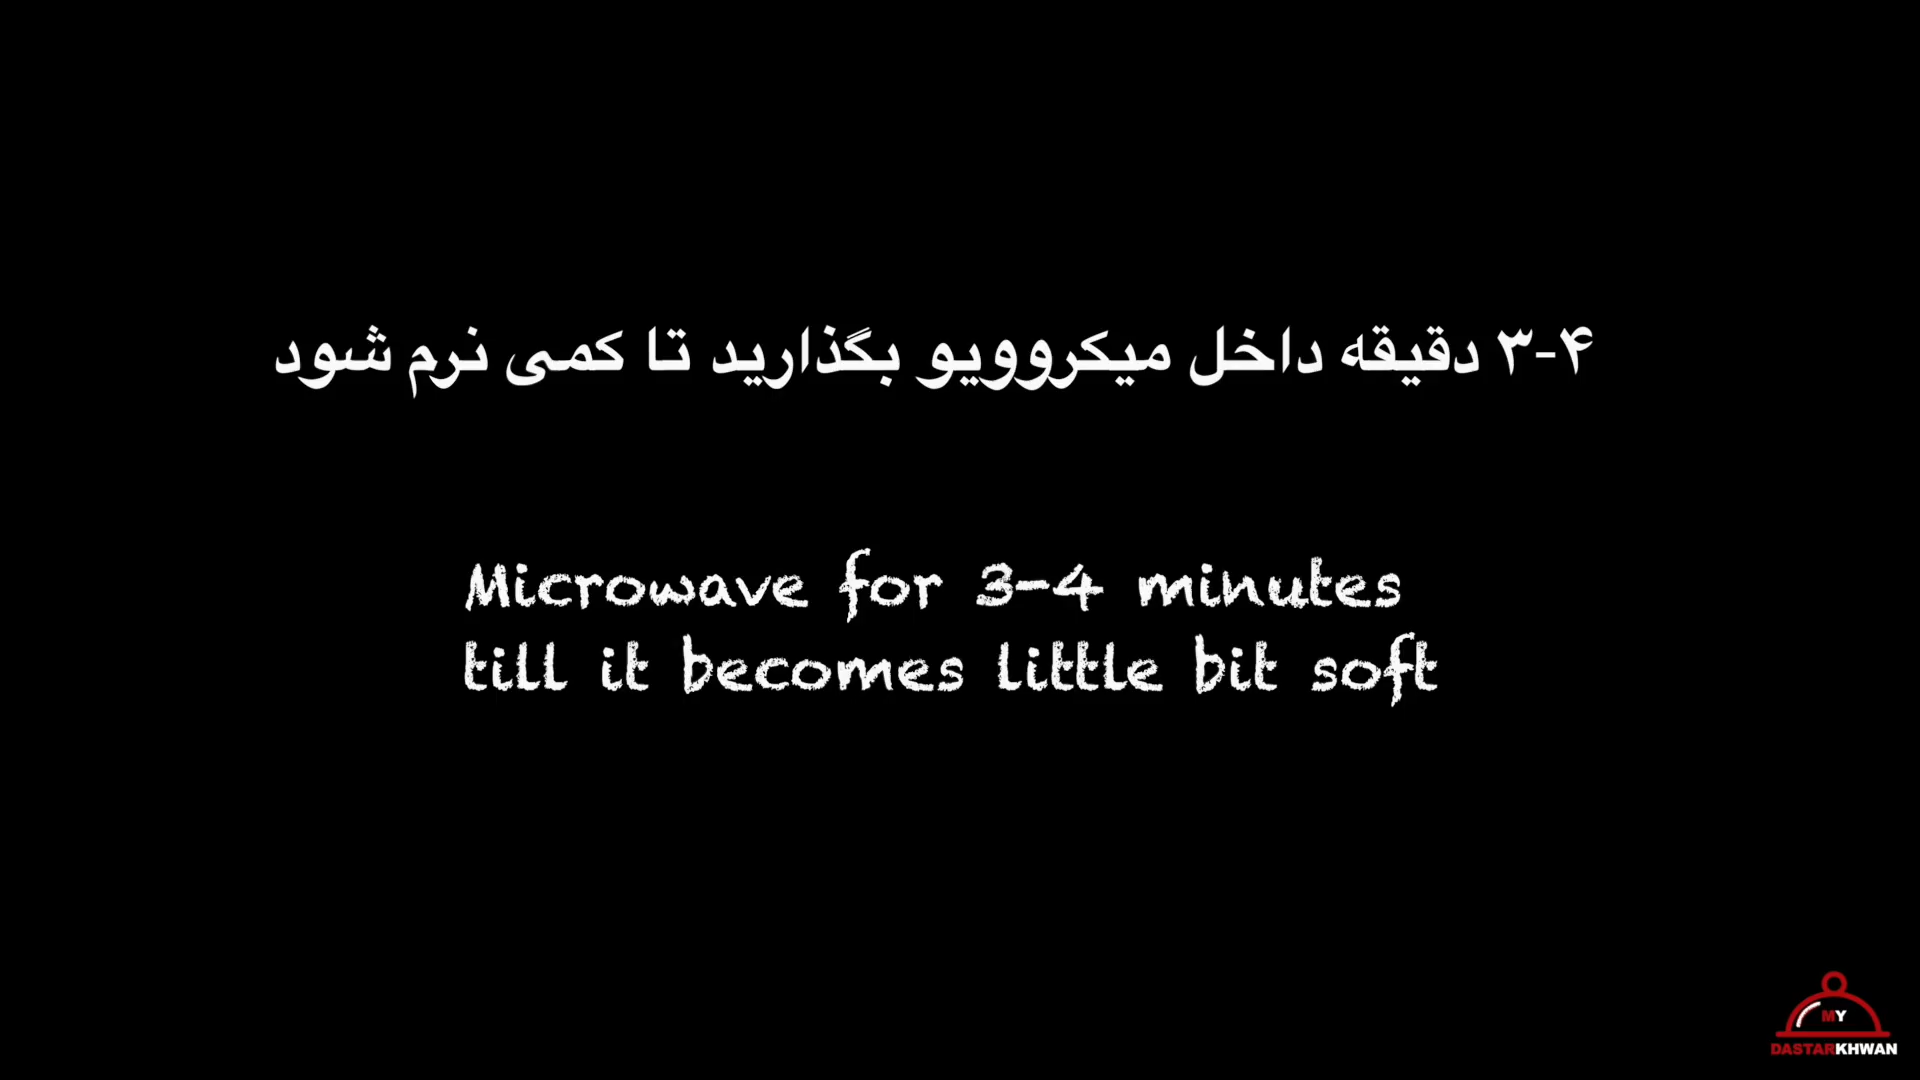 ۳-۴ دقیقه داخل میکروویو بگذارید تا کمی نرم شود
Microwave for 3-4 minutes
till it becomes little bit soft
MY
DASTARKHWAN